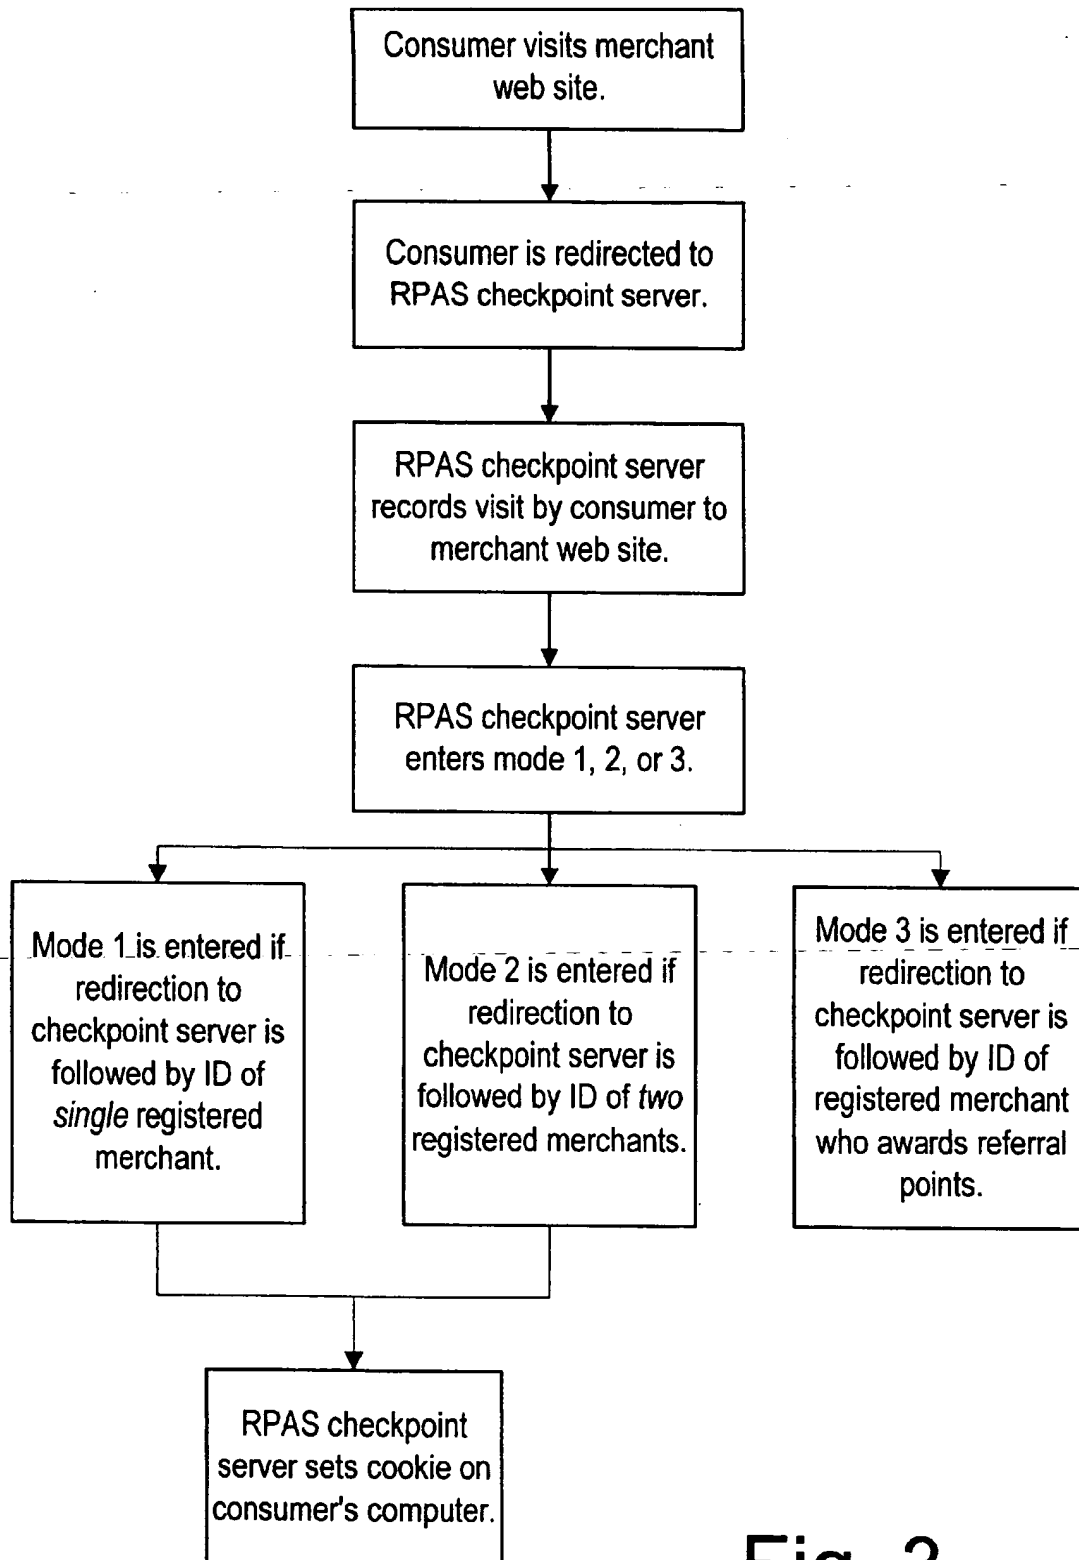 Consumer visits merchant
web site.
Consumer is redirected to
RPAS checkpoint server.
RPAS checkpoint server
records visit by consumer to
merchant web site.
RPAS checkpoint server
enters mode 1, 2, or 3.
Mode 1 is entered if
redirection to
checkpoint server is
followed by ID of
single registered
merchant.
Mode 2 is entered if
redirection to
checkpoint server is
followed by ID of two
registered merchants.
Mode 3 is entered if
redirection to
checkpoint server is
followed by ID of
registered merchant
who awards referral
points.
RPAS checkpoint
server sets cookie on
consumer's computer.
Fig.